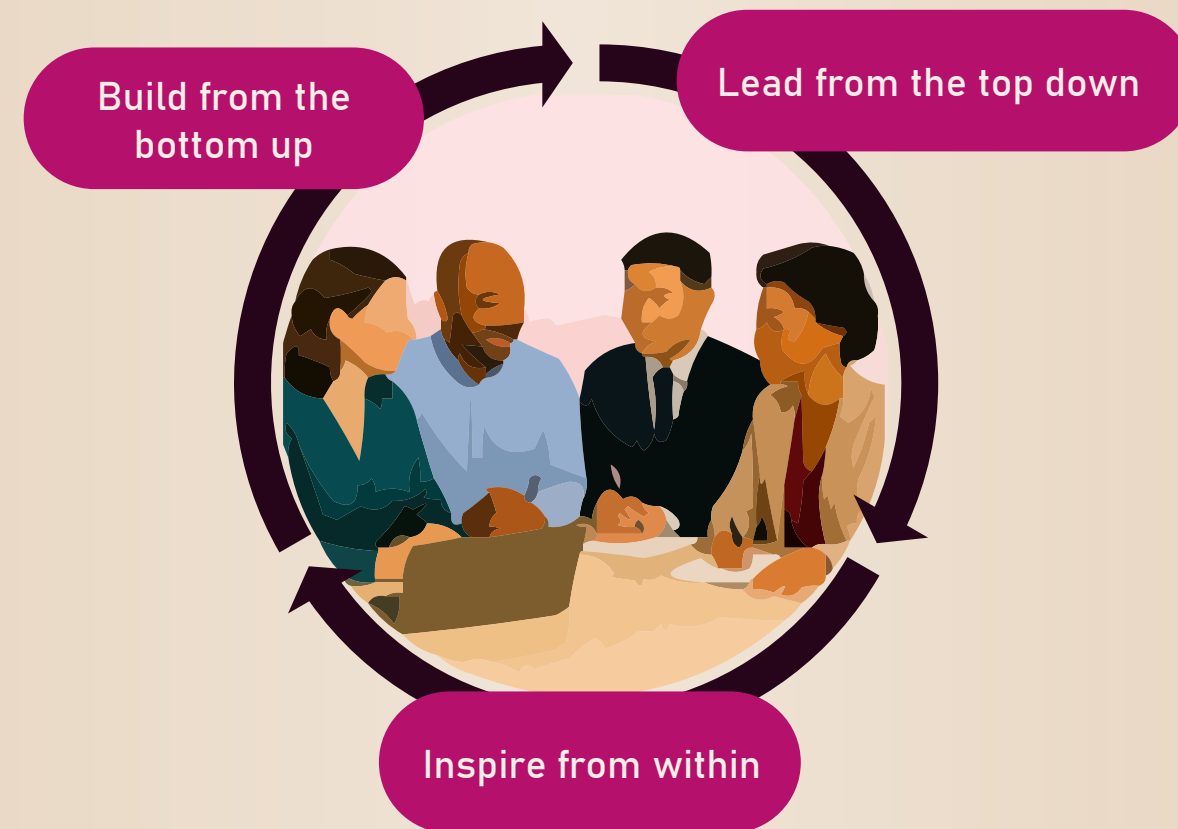 Build from the
bottom up
Lead from the top down
Inspire from within